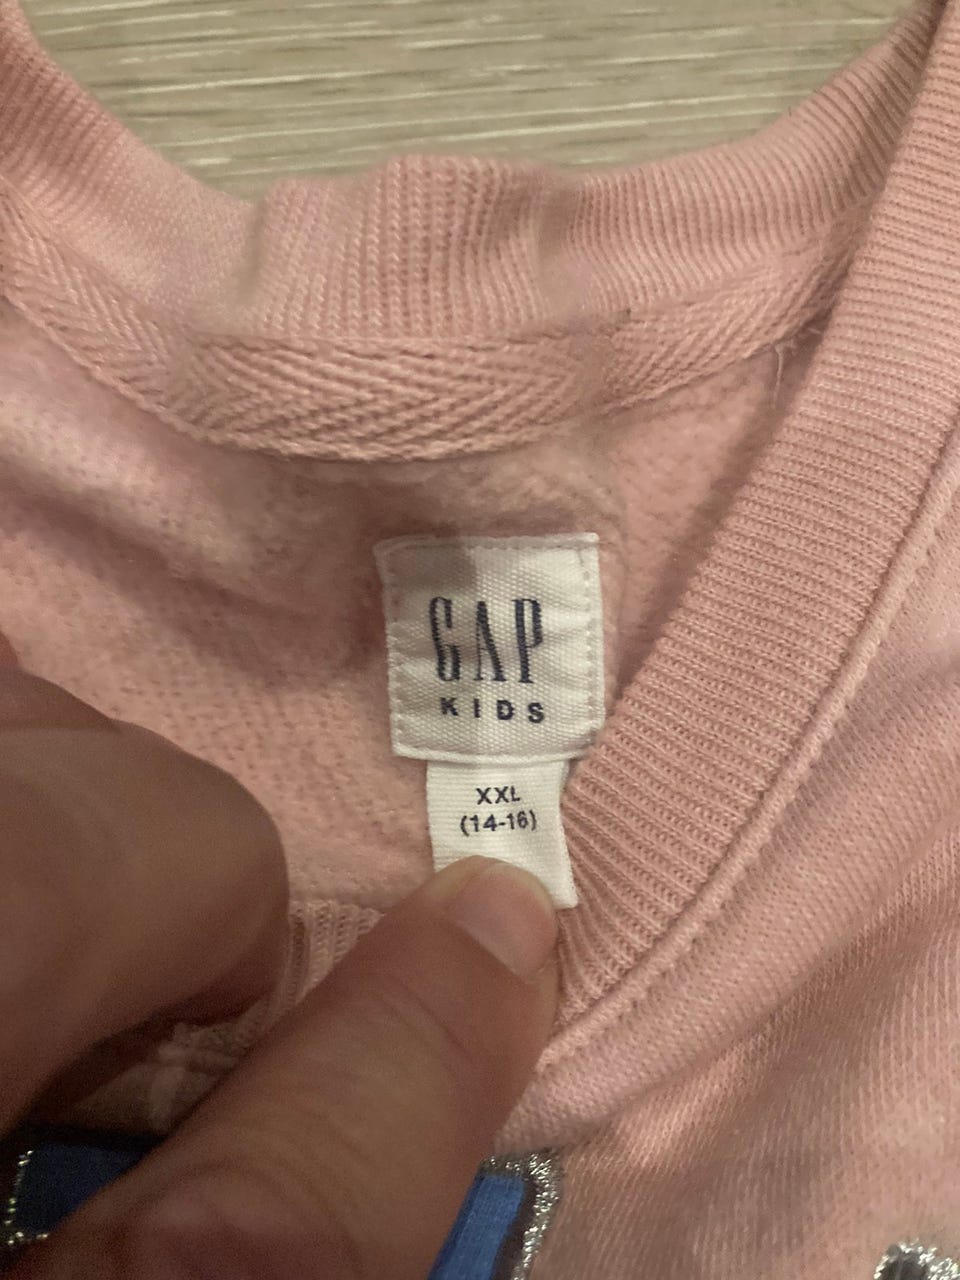 GAP
KIDS
XXL
(14-16)